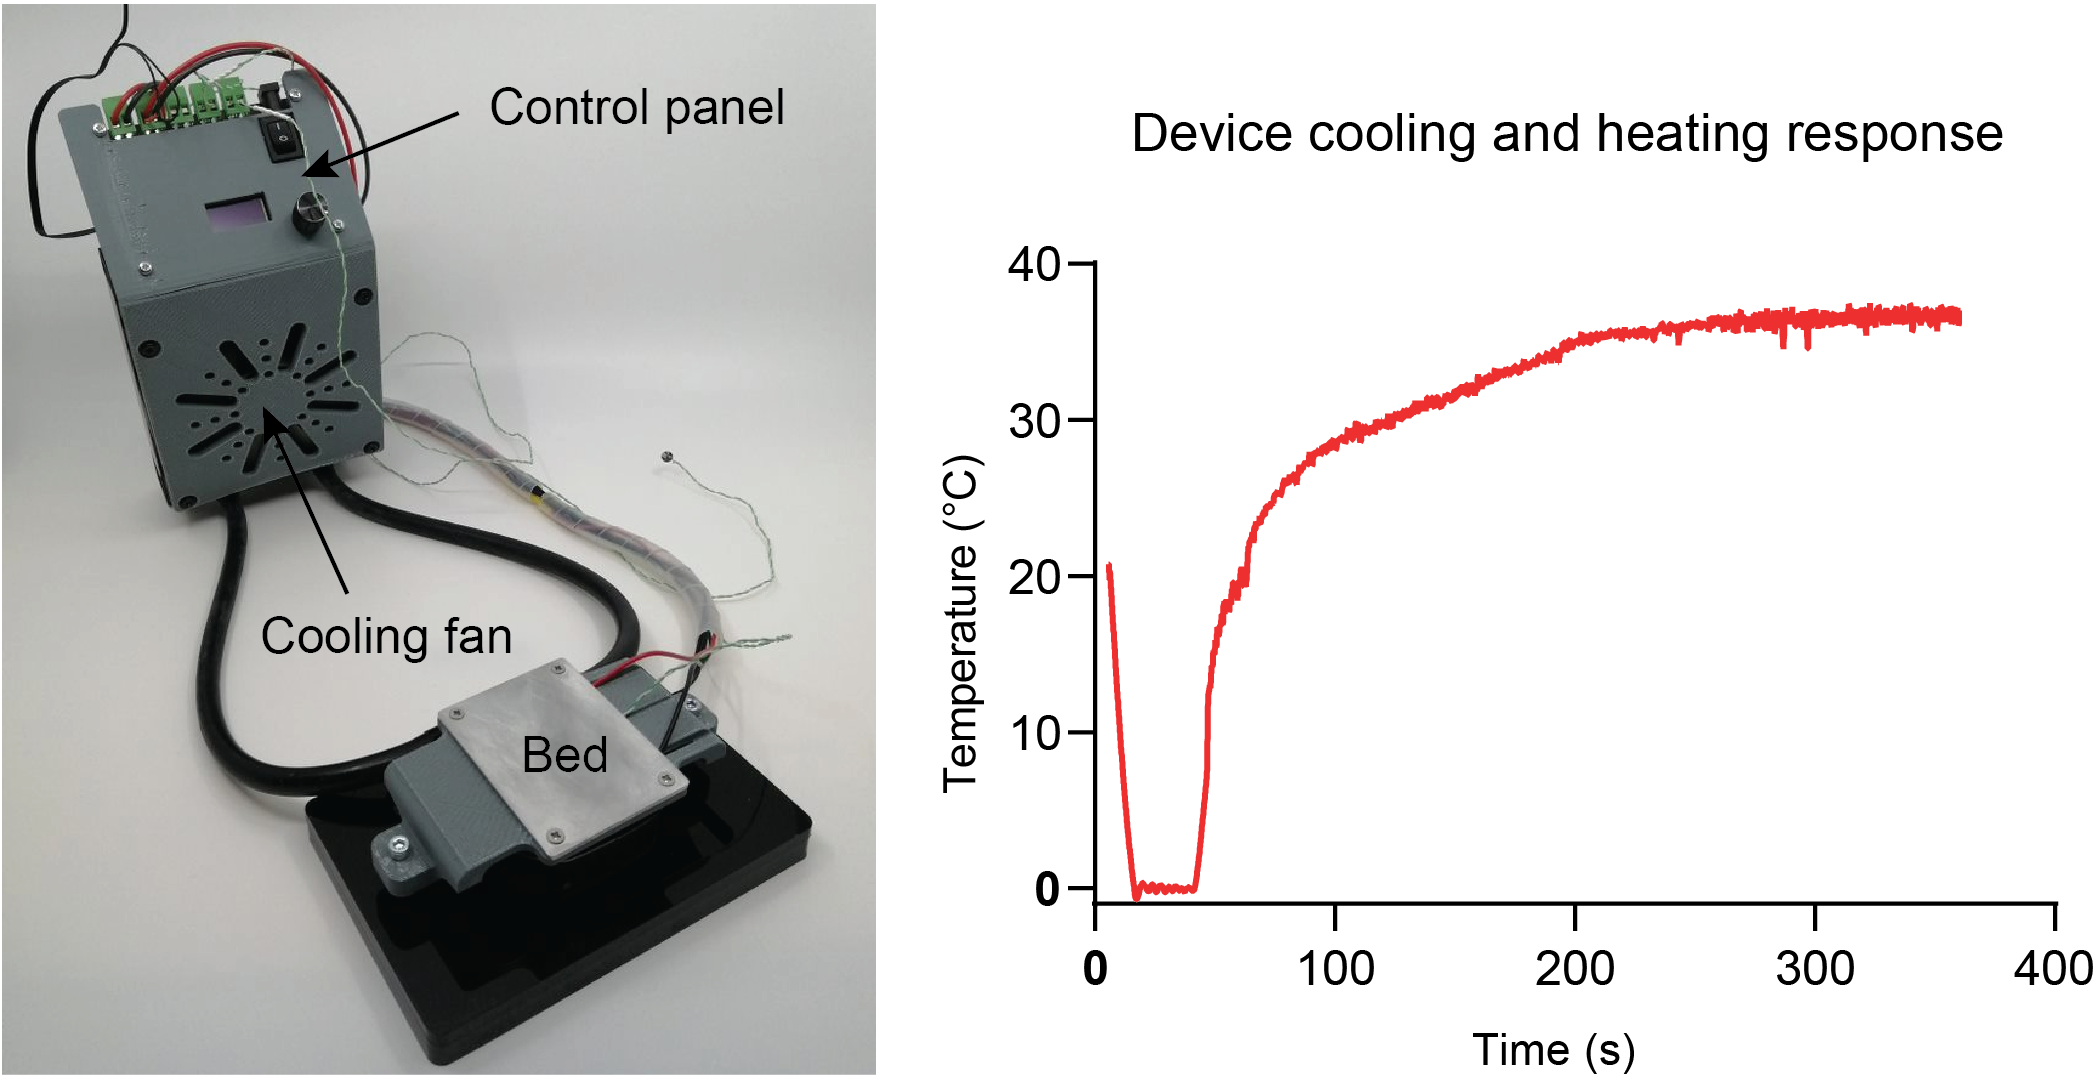 Control panel
Cooling fan
Bed
Device cooling and heating response
Temperature (°C)
40
30
20
10
0
0 100 200 300 400
Time (s)